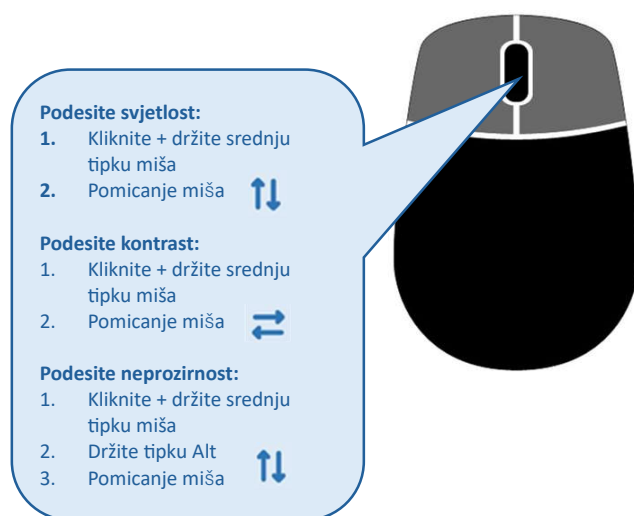 Podesite svjetlost:
1. Kliknite + držite srednju
tipku miša
2. Pomicanje miša
Podesite kontrast:
1. Kliknite + držite srednju
tipku miša
2. Pomicanje miša
Podesite neprozirnost:
1. Kliknite + držite srednju
tipku miša
2. Držite tipku Alt
3. Pomicanje miša